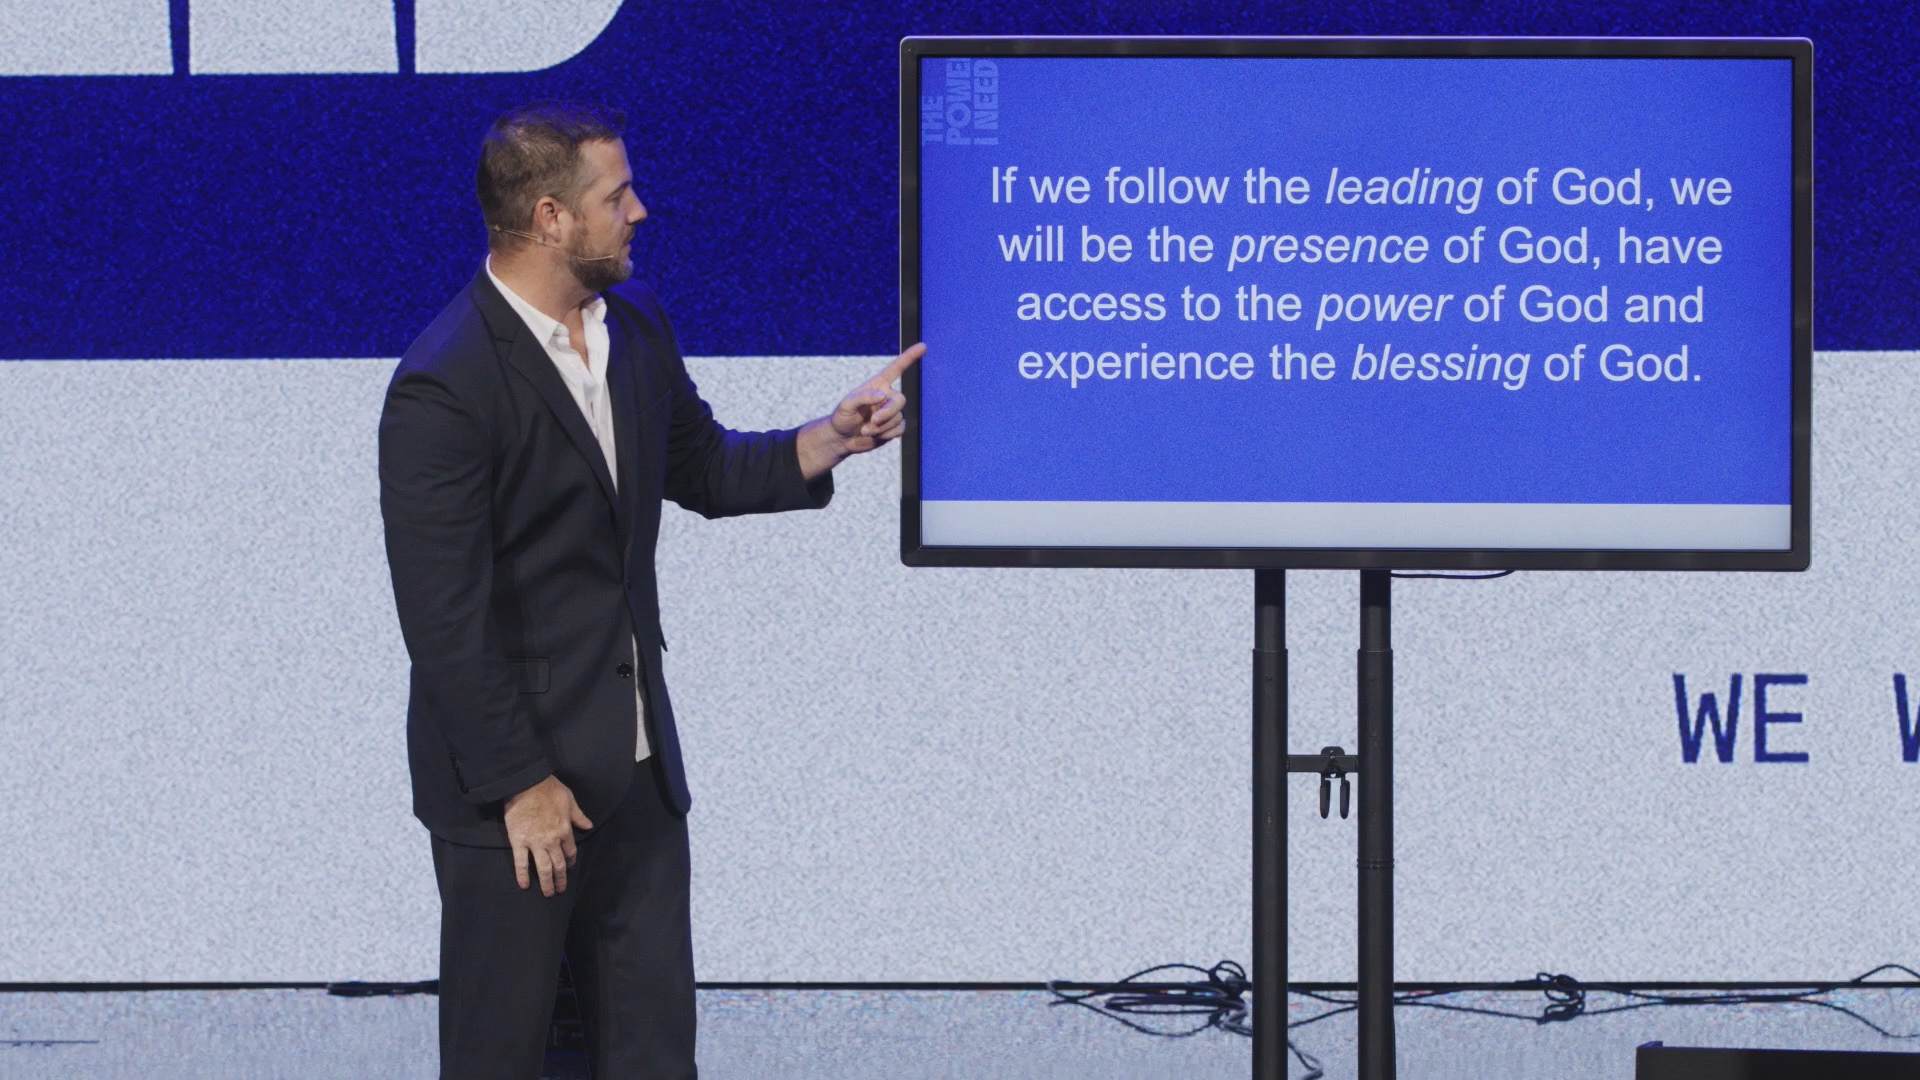 THE
POWER
I NEED
If we follow the leading of God, we
will be the presence of God, have
access to the power of God and
experience the blessing of God.
WE W